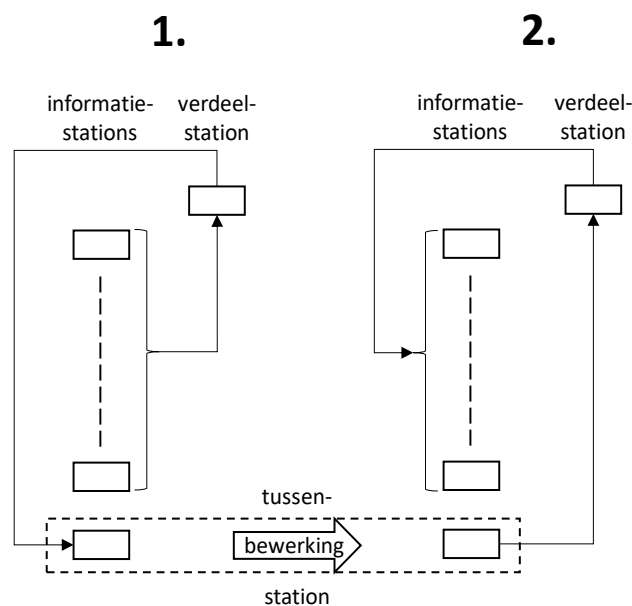 1.
2.
informatie-
stations
verdeel-
station
informatie-
stations
verdeel-
station
tussen-
bewerking
station